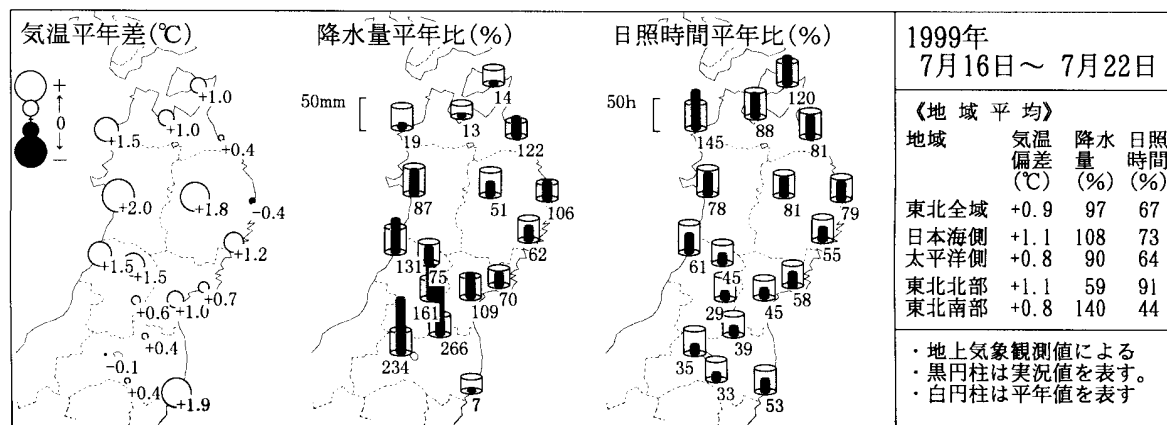 気温平年差(℃)
+
0
−
+1.0
+1.0
+1.5
+0.4
+2.0
+1.8
−0.4
+1.2
+1.5
+1.5
+0.7
+0.6
+1.0
+0.4
−0.1
+0.4
+1.9
降水量平年比(%)
50mm
14
13
19
122
87
51
106
62
131
75
70
161
109
266
234
7
日照時間平年比(%)
50h
120
88
145
81
78
81
79
55
61
45
58
29
45
39
35
33
53
1999年
7月16日～ 7月22日
《地 域 平 均》
地域 気温 降水 日照
偏差 量 時間
(℃) (%) (%)
東北全域 +0.9 97 67
日本海側 +1.1 108 73
太平洋側 +0.8 90 64
東北北部 +1.1 59 91
東北南部 +0.8 140 44
・地上気象観測値による
・黒円柱は実況値を表す。
・白円柱は平年値を表す